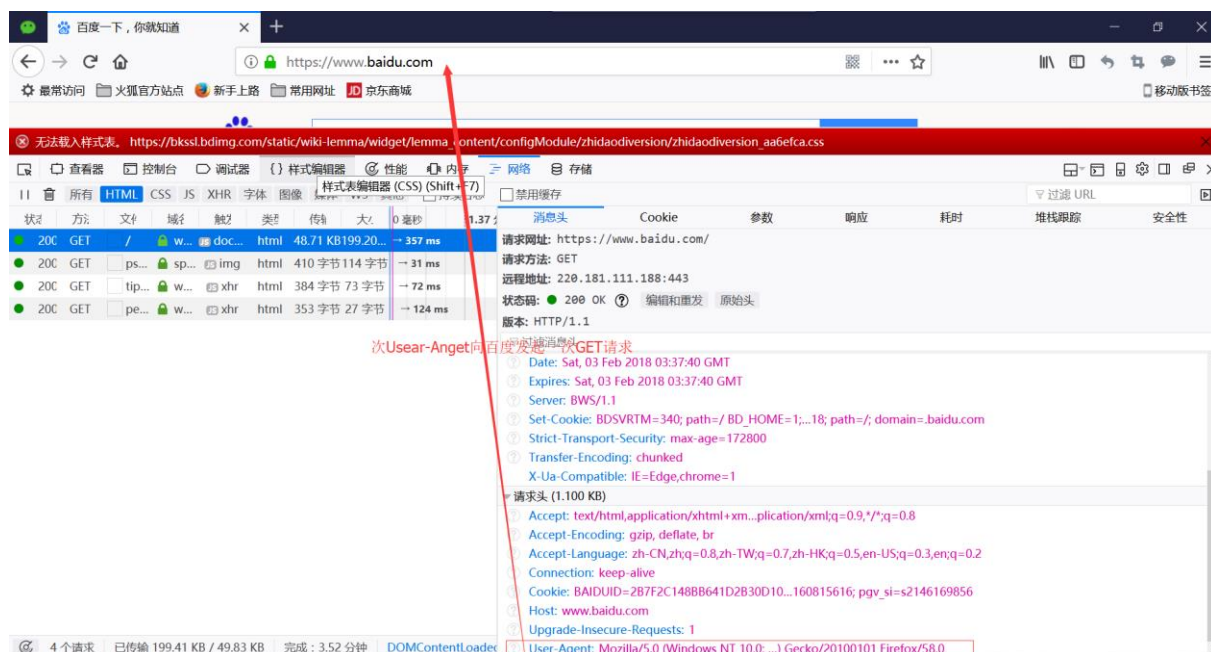 百度一下，你就知道
https://www.baidu.com
最常访问 火狐官方站点 新手上路 常用网址 JD 京东商城 移动版书签
无法载入样式表。 https://bkssl.bdimg.com/static/wiki-lemma/widget/lemma_content/configModule/zhidaodiversion/zhidaodiversion_aa6efca.css
查看器 控制台 调试器 {} 样式编辑器 性能 内存 网络 存储
所有 HTML CSS JS XHR 字体 图像 禁用缓存 过滤 URL
样式表编辑器 (CSS) (Shift+F7)
0 毫秒 消息头 Cookie 参数 响应 耗时 堆栈跟踪 安全性
GET / w... doc... html 48.71 KB 199.20... → 357 ms
GET ps... sp... img html 410 字节 114 字节 → 31 ms
GET tip... w... xhr html 384 字节 73 字节 → 72 ms
GET pe... w... xhr html 353 字节 27 字节 → 124 ms
请求网址: https://www.baidu.com/
请求方法: GET
远程地址: 220.181.111.188:443
状态码: 200 OK 编辑和重发 原始头
版本: HTTP/1.1
过滤消息头
次Usear-Anget向百度发起一次GET请求
Date: Sat, 03 Feb 2018 03:37:40 GMT
Expires: Sat, 03 Feb 2018 03:37:40 GMT
Server: BWS/1.1
Set-Cookie: BDSVRTM=340; path=/ BD_HOME=1;...18; path=/; domain=.baidu.com
Strict-Transport-Security: max-age=172800
Transfer-Encoding: chunked
X-Ua-Compatible: IE=Edge,chrome=1
请求头 (1.100 KB)
Accept: text/html,application/xhtml+xm...plication/xml;q=0.9,*/*;q=0.8
Accept-Encoding: gzip, deflate, br
Accept-Language: zh-CN,zh;q=0.8,zh-TW;q=0.7,zh-HK;q=0.5,en-US;q=0.3,en;q=0.2
Connection: keep-alive
Cookie: BAIDUID=2B7F2C148BB641D2B30D10...160815616; pgv_si=s2146169856
Host: www.baidu.com
Upgrade-Insecure-Requests: 1
User-Agent: Mozilla/5.0 (Windows NT 10.0; ...) Gecko/20100101 Firefox/58.0
4 个请求 已传输 199.41 KB / 49.83 KB 完成：3.52 分钟 DOMContentLoaded